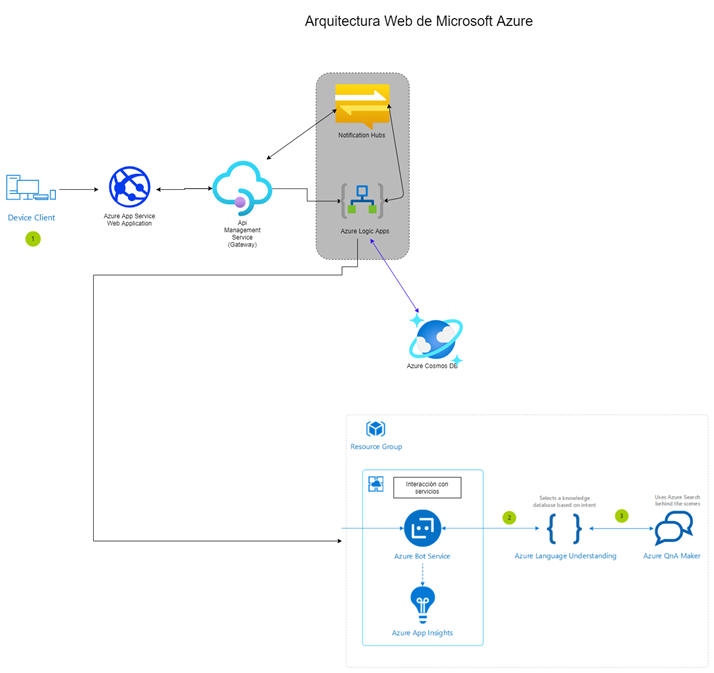 Arquitectura Web de Microsoft Azure
Notification Hubs
Device Client
1
Azure App Service
Web Application
Api
Management
Service
(Gateway)
Azure Logic Apps
Azure Cosmos DB
Resource Group
Interacción con
servicios
Azure Bot Service
Azure App Insights
2
Selects a knowledge
database based on intent
Azure Language Understanding
3
Uses Azure Search
behind the scenes
Azure QnA Maker